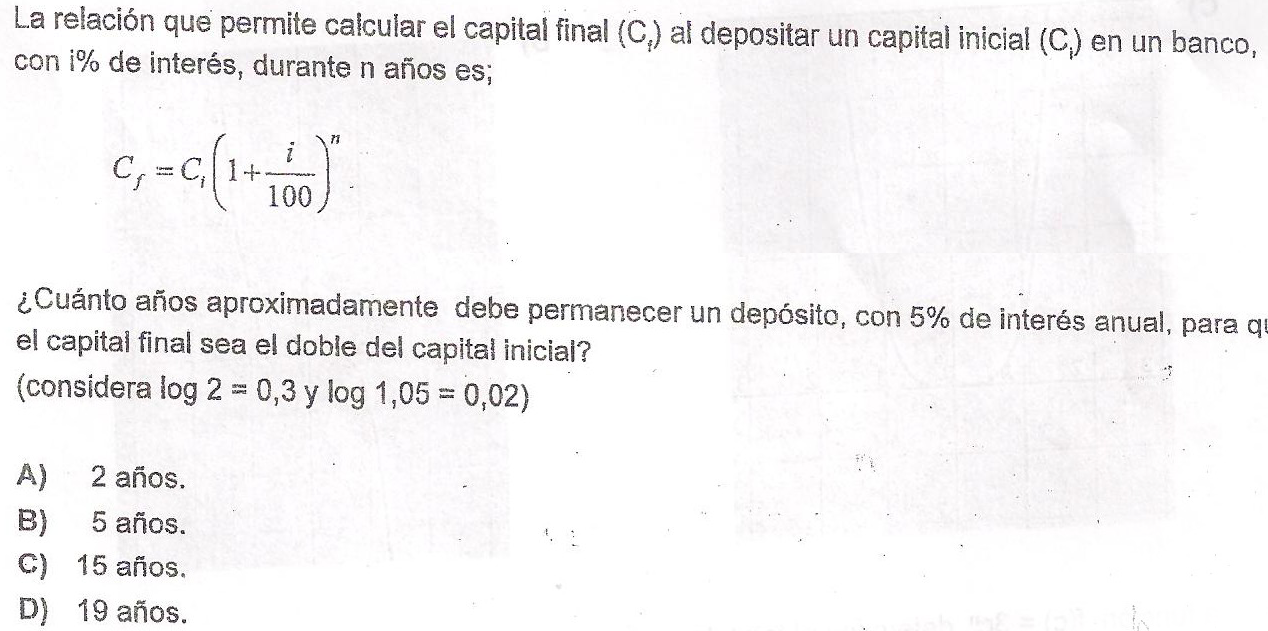 La relación que permite calcular el capital final (C_f) al depositar un capital inicial (C_i) en un banco,
con i% de interés, durante n años es;
C_f = C_i (1 + i/100)^n.
¿Cuánto años aproximadamente debe permanecer un depósito, con 5% de interés anual, para
el capital final sea el doble del capital inicial?
(considera log 2 = 0,3 y log 1,05 = 0,02)
A) 2 años.
B) 5 años.
C) 15 años.
D) 19 años.